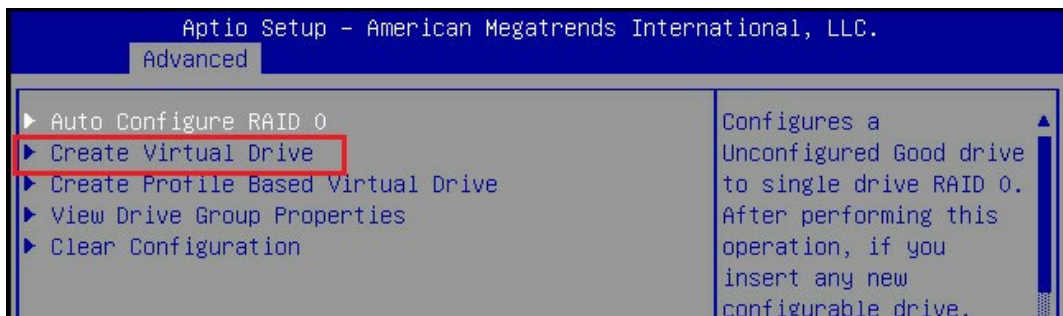 Aptio Setup – American Megatrends International, LLC.
Advanced
Auto Configure RAID 0
Create Virtual Drive
Create Profile Based Virtual Drive
View Drive Group Properties
Clear Configuration
Configures a
Unconfigured Good drive
to single drive RAID 0.
After performing this
operation, if you
insert any new
configurable drive,